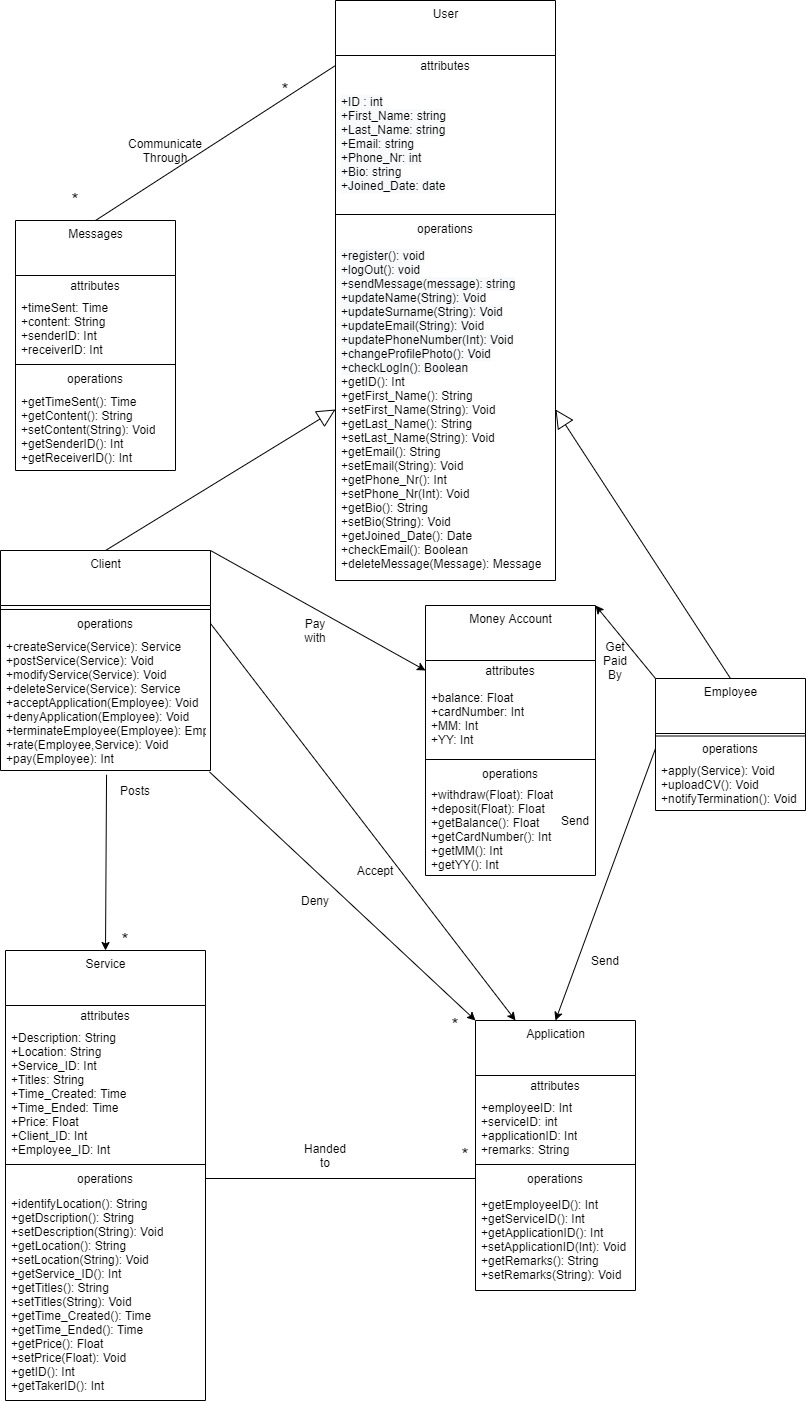 User
attributes
+ID : int
+First_Name: string
+Last_Name: string
+Email: string
+Phone_Nr: int
+Bio: string
+Joined_Date: date
operations
+register(): void
+logOut(): void
+sendMessage(message): string
+updateName(String): Void
+updateSurname(String): Void
+updateEmail(String): Void
+updatePhoneNumber(Int): Void
+changeProfilePhoto(): Void
+checkLogIn(): Boolean
+getID(): Int
+getFirst_Name(): String
+setFirst_Name(String): Void
+getLast_Name(): String
+setLast_Name(String): Void
+getEmail(): String
+setEmail(String): Void
+getPhone_Nr(): Int
+setPhone_Nr(Int): Void
+getBio(): String
+setBio(String): Void
+getJoined_Date(): Date
+checkEmail(): Boolean
+deleteMessage(Message): Message
*
Communicate
Through
*
Messages
attributes
+timeSent: Time
+content: String
+senderID: Int
+receiverID: Int
operations
+getTimeSent(): Time
+getContent(): String
+setContent(String): Void
+getSenderID(): Int
+getReceiverID(): Int
Client
operations
+createService(Service): Service
+postService(Service): Void
+modifyService(Service): Void
+deleteService(Service): Service
+acceptApplication(Employee): Void
+denyApplication(Employee): Void
+terminateEmployee(Employee): Emp
+rate(Employee,Service): Void
+pay(Employee): Int
Pay
with
Money Account
attributes
+balance: Float
+cardNumber: Int
+MM: Int
+YY: Int
operations
+withdraw(Float): Float
+deposit(Float): Float
+getBalance(): Float
+getCardNumber(): Int
+getMM(): Int
+getYY(): Int
Send
Get
Paid
By
Employee
operations
+apply(Service): Void
+uploadCV(): Void
+notifyTermination(): Void
Posts
*
Accept
Deny
Send
*
Service
attributes
+Description: String
+Location: String
+Service_ID: Int
+Titles: String
+Time_Created: Time
+Time_Ended: Time
+Price: Float
+Client_ID: Int
+Employee_ID: Int
operations
+identifyLocation(): String
+getDscription(): String
+setDescription(String): Void
+getLocation(): String
+setLocation(String): Void
+getService_ID(): Int
+getTitles(): String
+setTitles(String): Void
+getTime_Created(): Time
+getTime_Ended(): Time
+getPrice(): Float
+setPrice(Float): Void
+getID(): Int
+getTakerID(): Int
Handed
to
*
Application
attributes
+employeeID: Int
+serviceID: int
+applicationID: Int
+remarks: String
operations
+getEmployeeID(): Int
+getServiceID(): Int
+getApplicationID(): Int
+setApplicationID(Int): Void
+getRemarks(): String
+setRemarks(String): Void